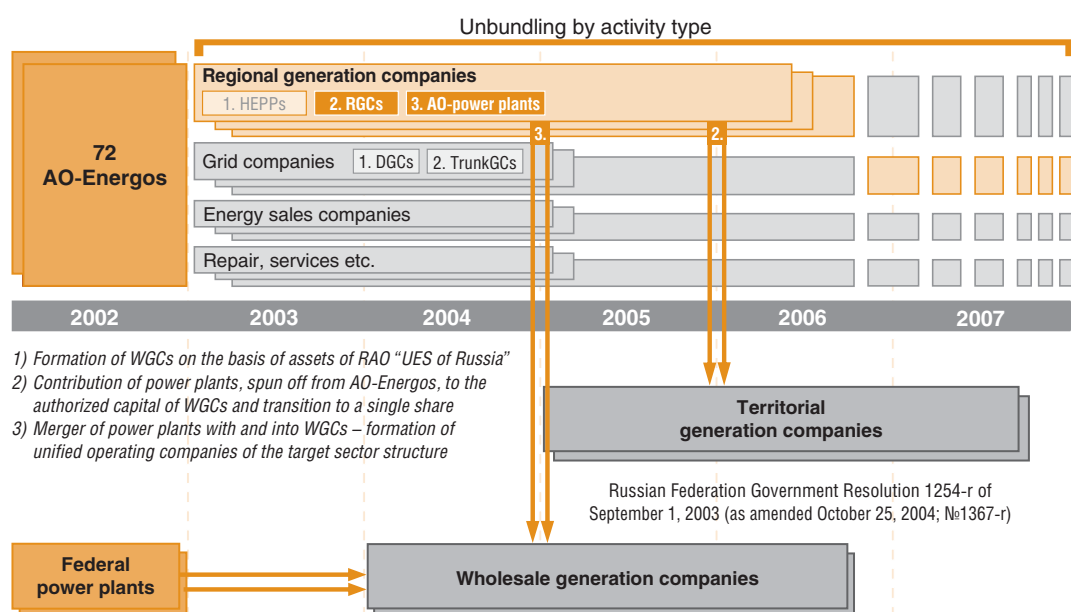 Unbundling by activity type
Regional generation companies
1. HEPPs
2. RGCs
3. AO-power plants
72
AO-Energos
3.
2.
Grid companies
1. DGCs
2. TrunkGCs
Energy sales companies
Repair, services etc.
2002
2003
2004
2005
2006
2007
1) Formation of WGCs on the basis of assets of RAO “UES of Russia”
2) Contribution of power plants, spun off from AO-Energos, to the
authorized capital of WGCs and transition to a single share
3) Merger of power plants with and into WGCs – formation of
unified operating companies of the target sector structure
Territorial
generation companies
Russian Federation Government Resolution 1254-r of
September 1, 2003 (as amended October 25, 2004; №1367-r)
Federal
power plants
Wholesale generation companies